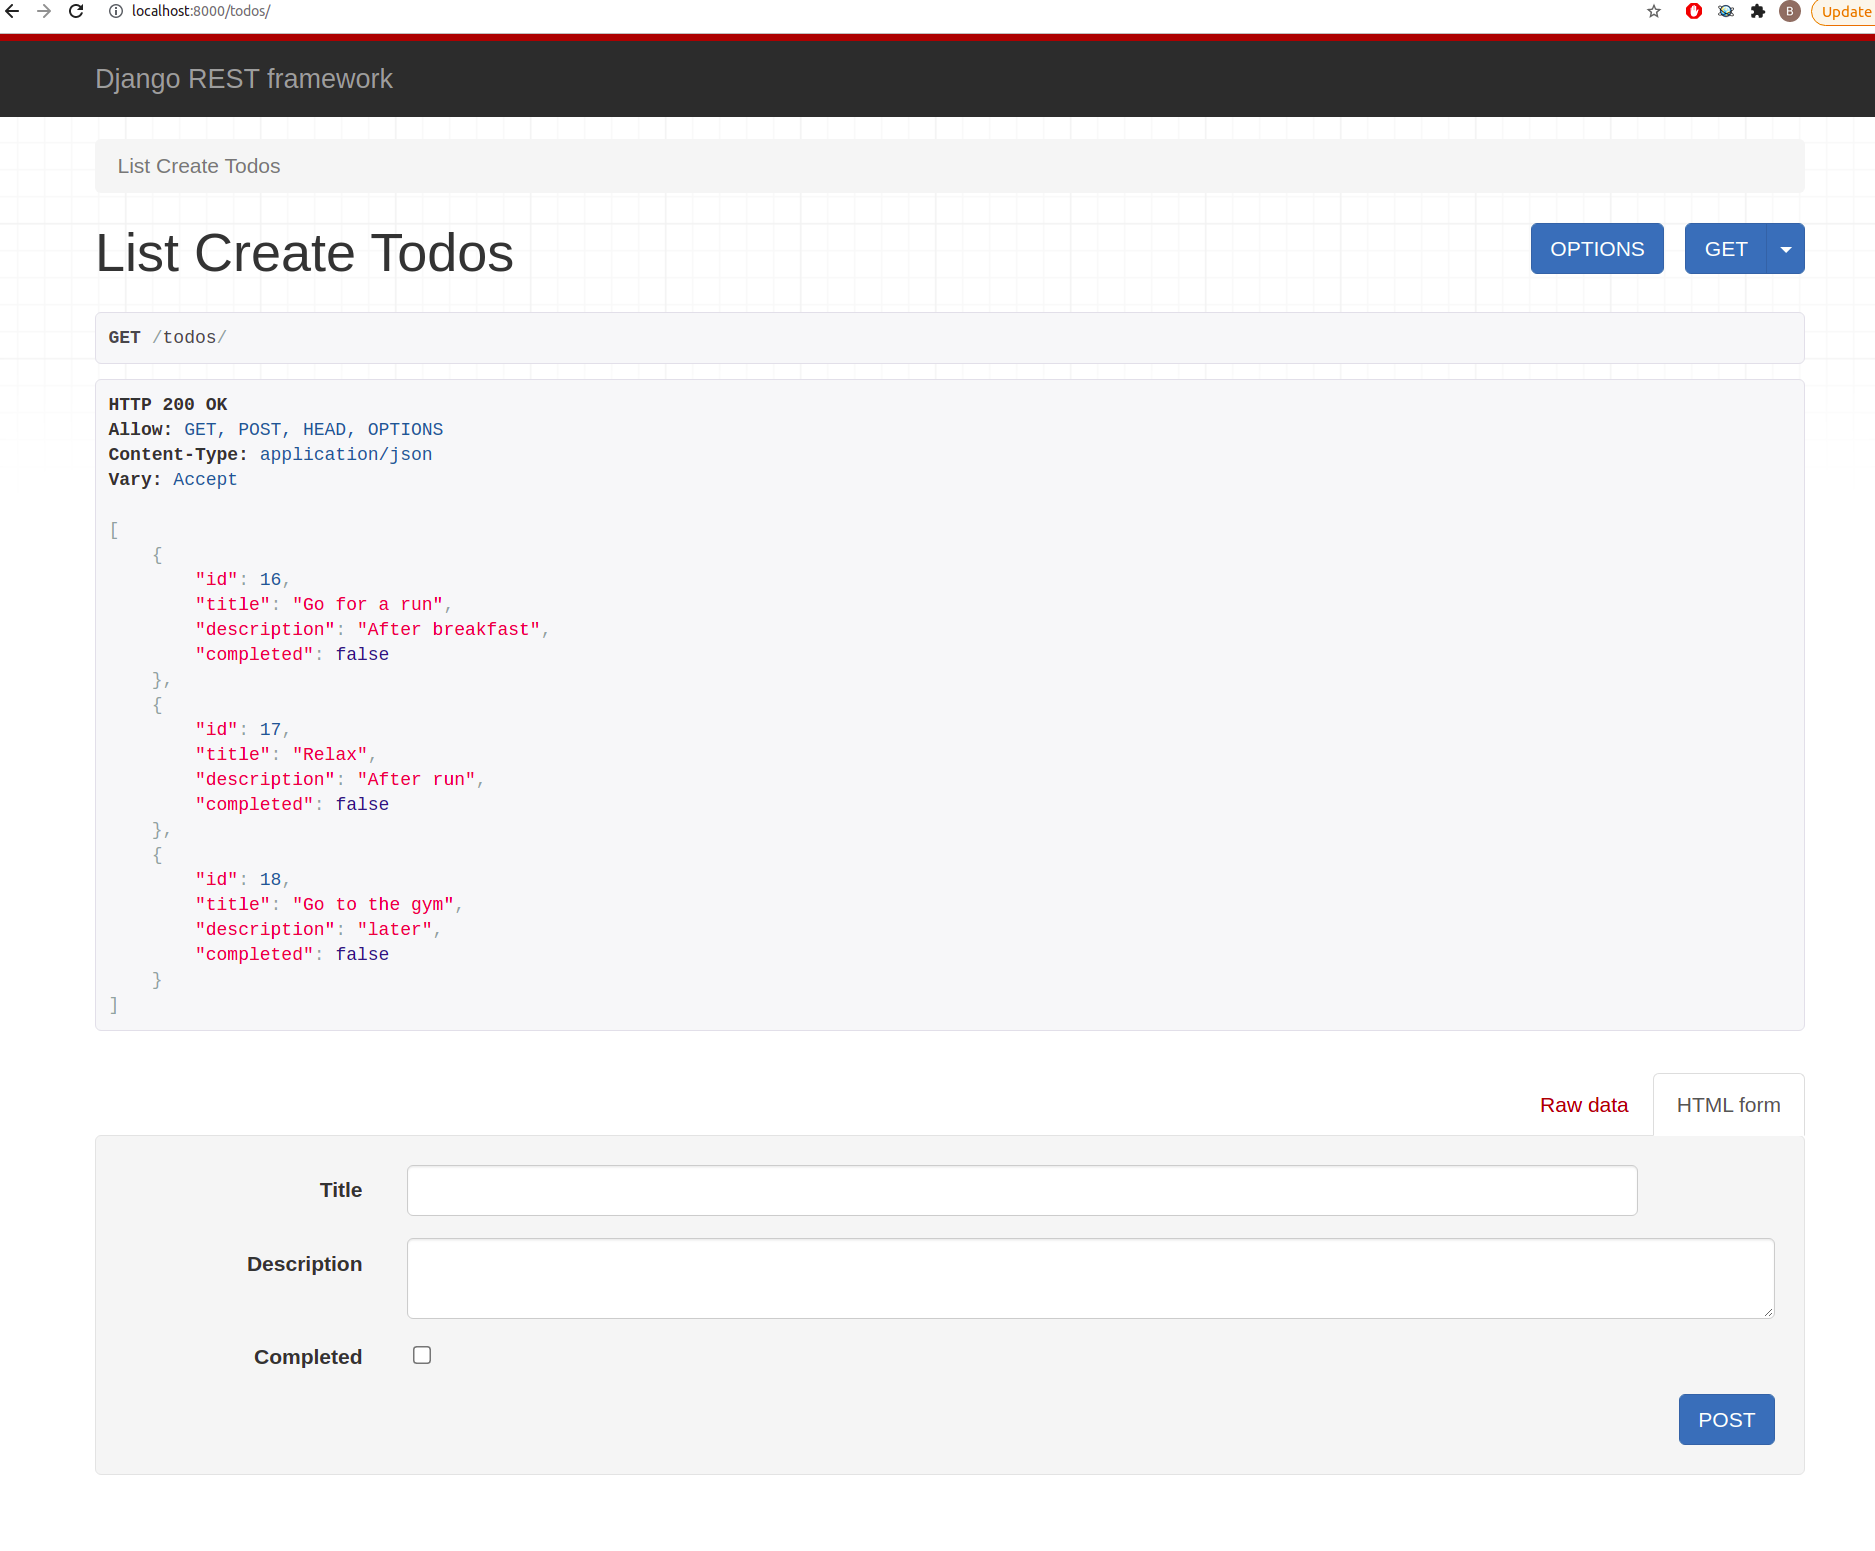 localhost:8000/todos/
B
Update
Django REST framework
List Create Todos
List Create Todos
OPTIONS
GET
GET /todos/
HTTP 200 OK
Allow: GET, POST, HEAD, OPTIONS
Content-Type: application/json
Vary: Accept
[
    {
        "id": 16,
        "title": "Go for a run",
        "description": "After breakfast",
        "completed": false
    },
    {
        "id": 17,
        "title": "Relax",
        "description": "After run",
        "completed": false
    },
    {
        "id": 18,
        "title": "Go to the gym",
        "description": "later",
        "completed": false
    }
]
Raw data
HTML form
Title
Description
Completed
POST